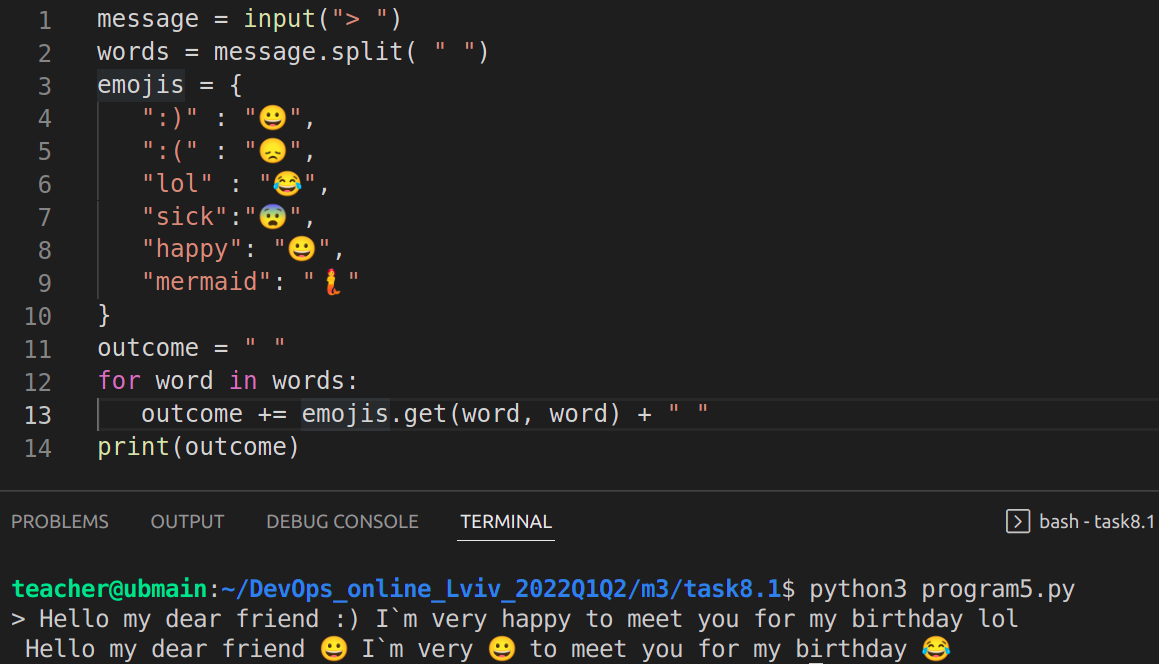 1 message = input("> ")
2 words = message.split( " ")
3 emojis = {
4    ":)" : "😀",
5    ":(" : "😞",
6    "lol" : "😂",
7    "sick":"😨",
8    "happy": "😀",
9    "mermaid": "🧜"
10 }
11 outcome = " "
12 for word in words:
13    outcome += emojis.get(word, word) + " "
14 print(outcome)
PROBLEMS OUTPUT DEBUG CONSOLE TERMINAL bash - task8.1
teacher@ubmain:~/DevOps_online_Lviv_2022Q1Q2/m3/task8.1$ python3 program5.py
> Hello my dear friend :) I`m very happy to meet you for my birthday lol
 Hello my dear friend 😀 I`m very 😀 to meet you for my birthday 😂